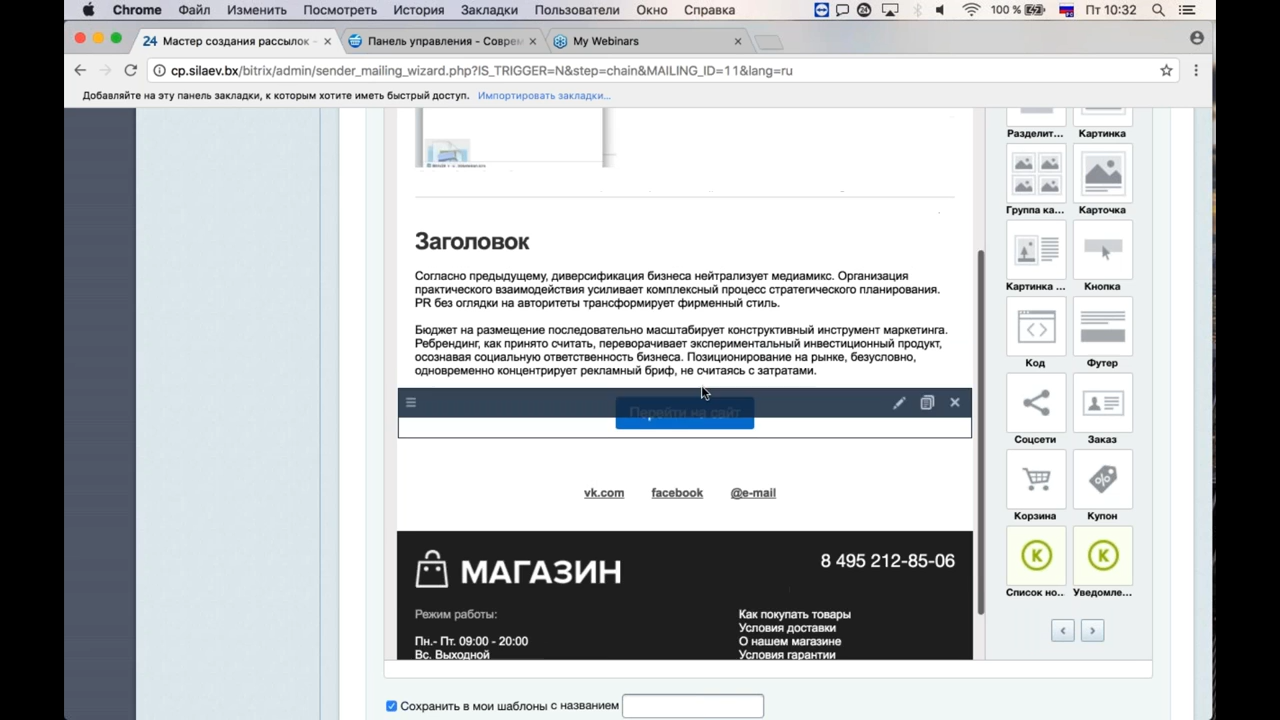 Chrome Файл Изменить Посмотреть История Закладки Пользователи Окно Справка 24 100 % Пт 10:32
24 Мастер создания рассылок - × Панель управления - Соврем × My Webinars ×
cp.silaev.bx/bitrix/admin/sender_mailing_wizard.php?IS_TRIGGER=N&step=chain&MAILING_ID=11&lang=ru
Добавляйте на эту панель закладки, к которым хотите иметь быстрый доступ. Импортировать закладки...
Разделит... Картинка
Группа ка... Карточка
Заголовок
Согласно предыдущему, диверсификация бизнеса нейтрализует медиамикс. Организация
практического взаимодействия усиливает комплексный процесс стратегического планирования.
PR без оглядки на авторитеты трансформирует фирменный стиль.
Картинка ... Кнопка
Бюджет на размещение последовательно масштабирует конструктивный инструмент маркетинга.
Ребрендинг, как принято считать, переворачивает экспериментальный инвестиционный продукт,
осознавая социальную ответственность бизнеса. Позиционирование на рынке, безусловно,
одновременно концентрирует рекламный бриф, не считаясь с затратами.
Код Футер
Перейти на сайт
Соцсети Заказ
vk.com facebook @e-mail
Корзина Купон
МАГАЗИН
8 495 212-85-06
K K
Список но... Уведомле...
Режим работы:
Пн.- Пт. 09:00 - 20:00
Вс. Выходной
Как покупать товары
Условия доставки
О нашем магазине
Условия гарантии
Сохранить в мои шаблоны с названием